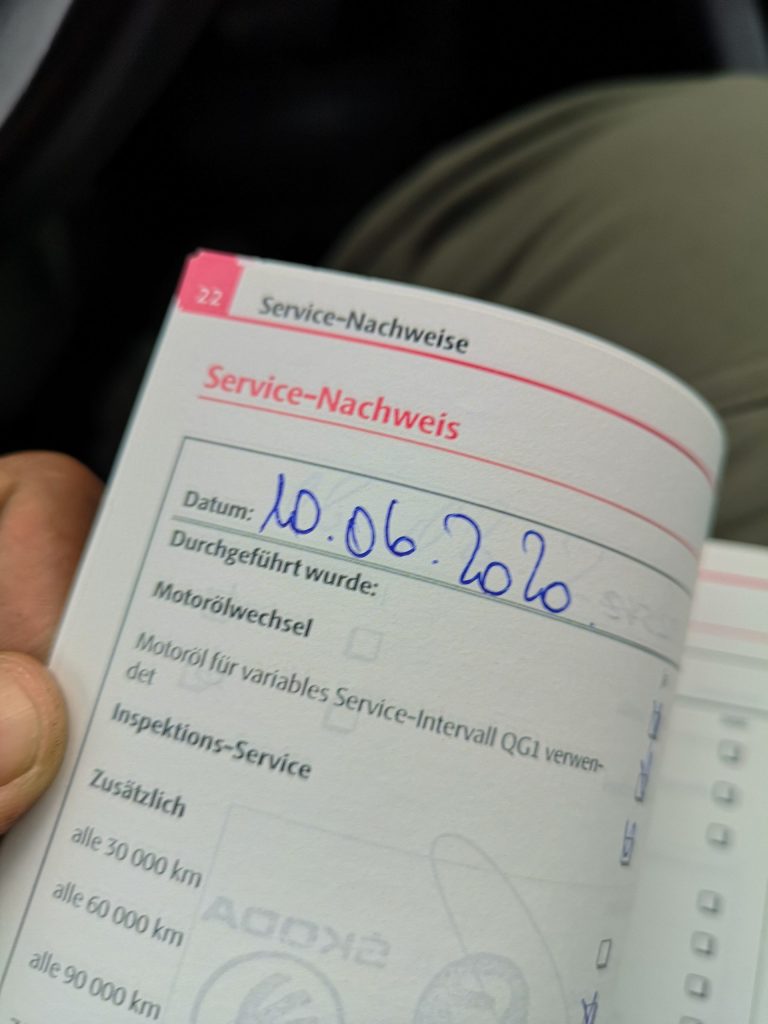 22 Service-Nachweise
Service-Nachweis
Datum: 10.06.2020.
Durchgeführt wurde:
Motorölwechsel
Motoröl für variables Service-Intervall QG1 verwen-
det
Inspektions-Service
Zusätzlich
alle 30 000 km
alle 60 000 km
alle 90 000 km
ŠKODA